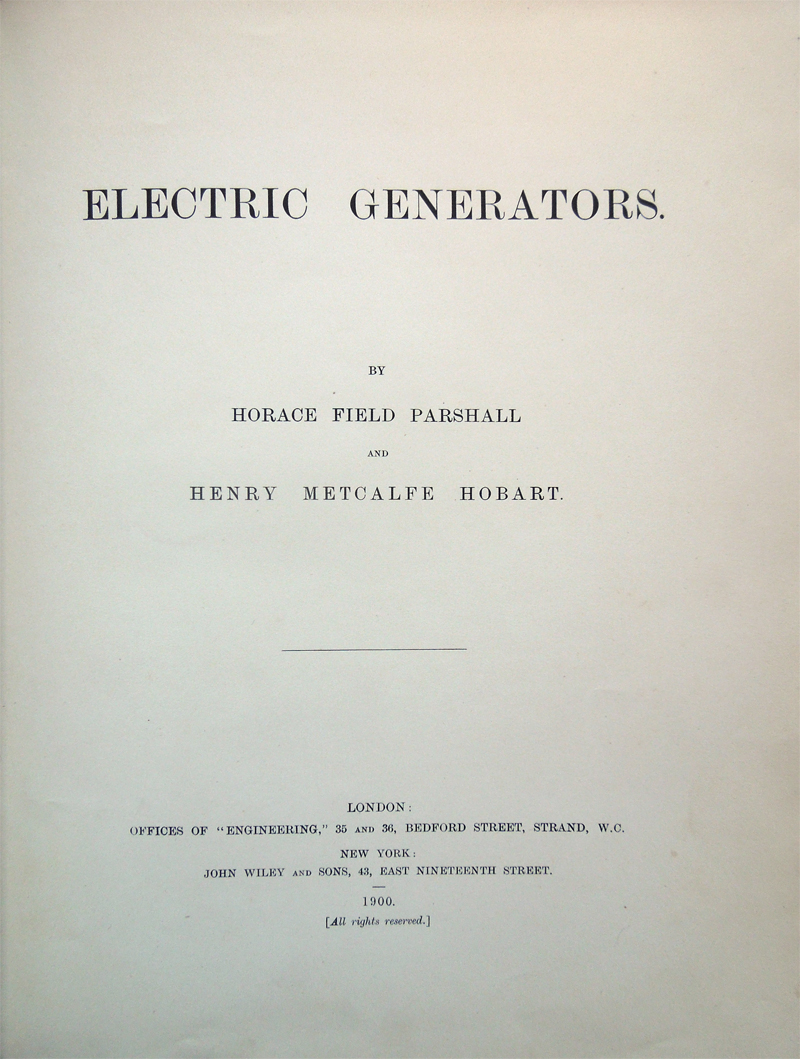 ELECTRIC GENERATORS.
BY
HORACE FIELD PARSHALL
AND
HENRY METCALFE HOBART.
LONDON:
OFFICES OF "ENGINEERING," 35 AND 36, BEDFORD STREET, STRAND, W.C.
NEW YORK:
JOHN WILEY AND SONS, 43, EAST NINETEENTH STREET.
1900.
[All rights reserved.]